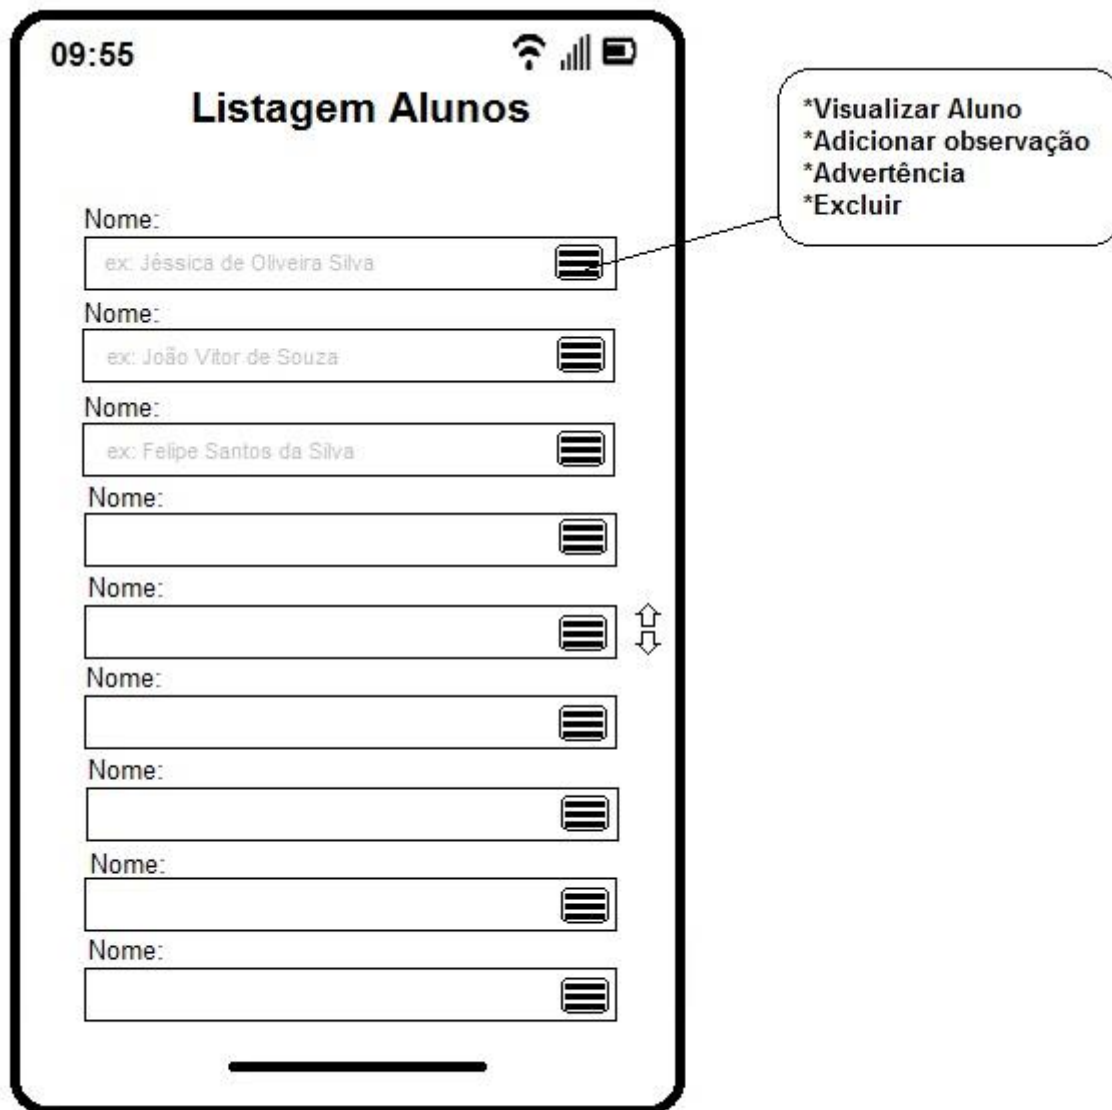 09:55
Listagem Alunos
*Visualizar Aluno
*Adicionar observação
*Advertência
*Excluir
Nome:
ex: Jéssica de Oliveira Silva
Nome:
ex: João Vitor de Souza
Nome:
ex: Felipe Santos da Silva
Nome:
Nome:
Nome:
Nome:
Nome:
Nome: